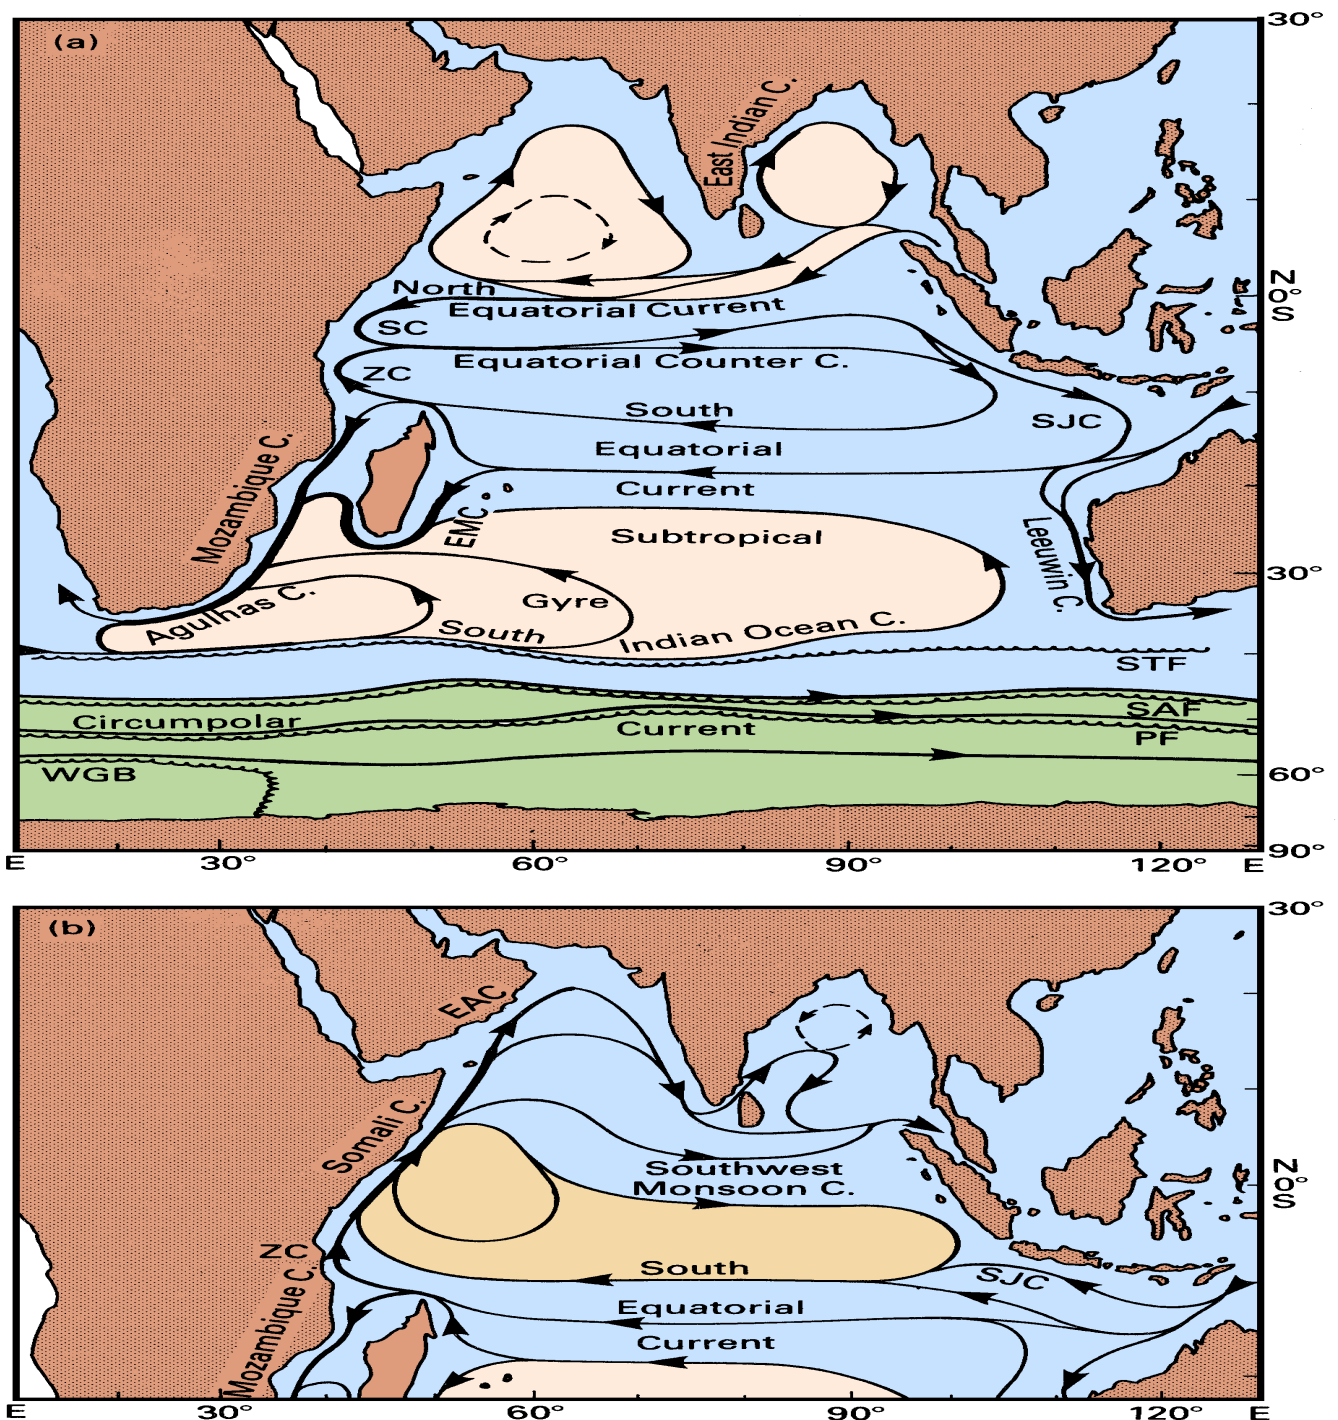 (a)
30°
East Indian C.
North
Equatorial Current
N
0°
S
SC
Equatorial Counter C.
ZC
South
SJC
Equatorial
Current
Mozambique C.
EMC
Subtropical
Leeuwin C.
30°
Gyre
Agulhas C.
South
Indian Ocean C.
STF
SAF
Circumpolar
Current
PF
WGB
60°
90°
E
30°
60°
90°
120°
E
(b)
30°
EAC
Somali C.
Southwest
Monsoon C.
N
0°
S
ZC
South
SJC
Mozambique C.
Equatorial
Current
E
30°
60°
90°
120°
E